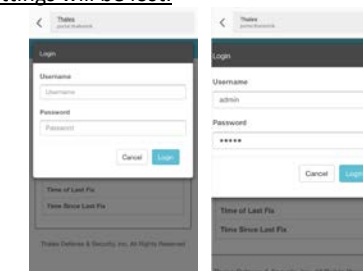 ttings will be lost.
Thales
Login
Username
Username
Password
Password
Cancel Login
Time of Last Fix
Time Since Last Fix
Thales Defense & Security, Inc. All Rights Reserved
Thales
Login
Username
admin
Password
•••••
Cancel Login
Time of Last Fix
Time Since Last Fix